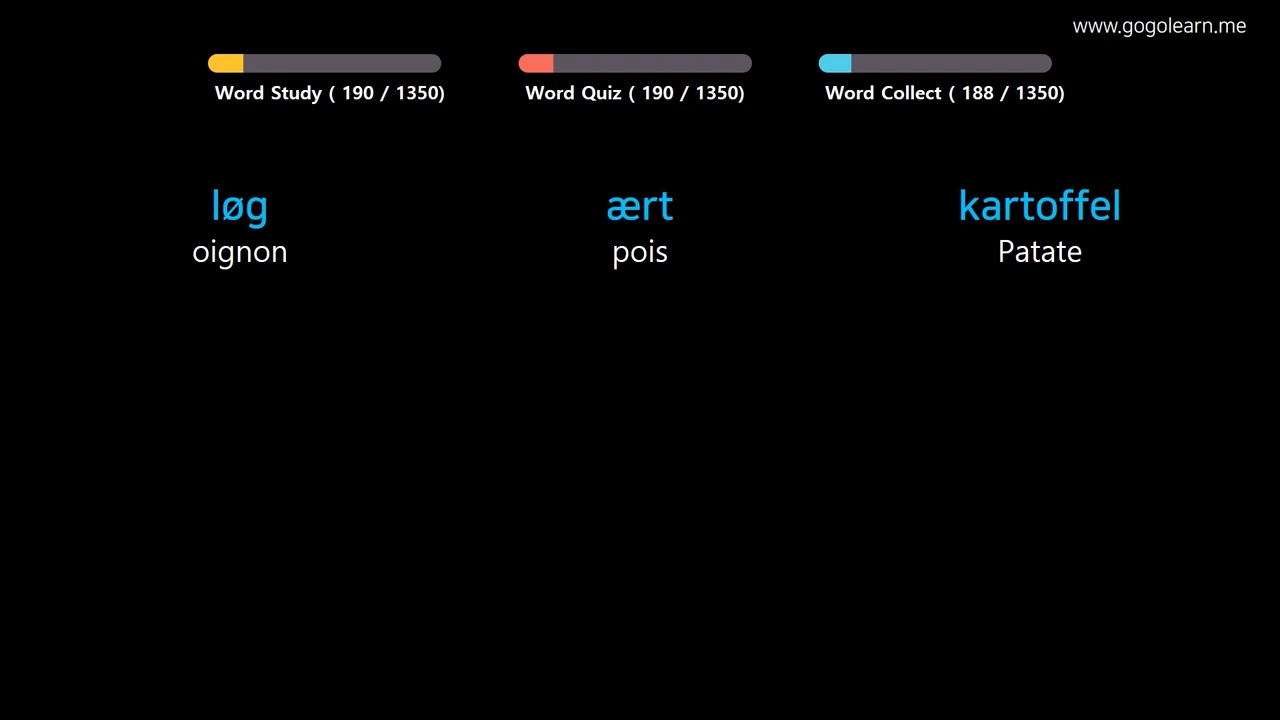 www.gogolearn.me
Word Study ( 190 / 1350)
Word Quiz ( 190 / 1350)
Word Collect ( 188 / 1350)
løg
ært
kartoffel
oignon
pois
Patate